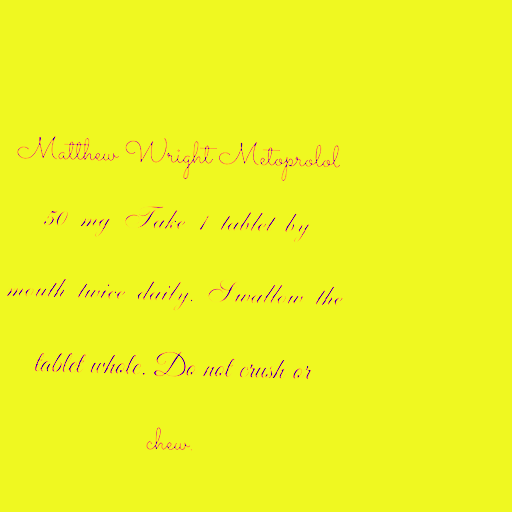 Matthew Wright Metoprolol
50 mg Take 1 tablet by
mouth twice daily. Swallow the
tablet whole. Do not crush or
chew.